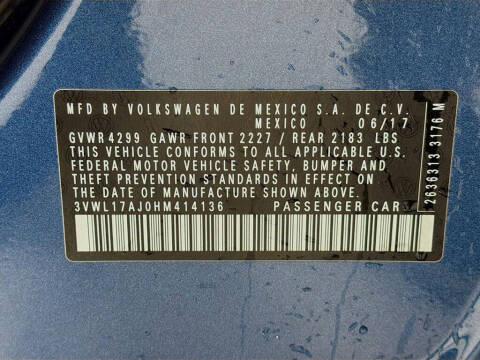 MFD BY VOLKSWAGEN DE MEXICO S.A. DE C.V.
MEXICO 06/17
GVWR 4299 GAWR FRONT 2227 / REAR 2183 LBS
THIS VEHICLE CONFORMS TO ALL APPLICABLE U.S.
FEDERAL MOTOR VEHICLE SAFETY, BUMPER AND
THEFT PREVENTION STANDARDS IN EFFECT ON THE
DATE OF MANUFACTURE SHOWN ABOVE.
3VWL17AJ0HM414136 PASSENGER CAR
2636313 3176 M